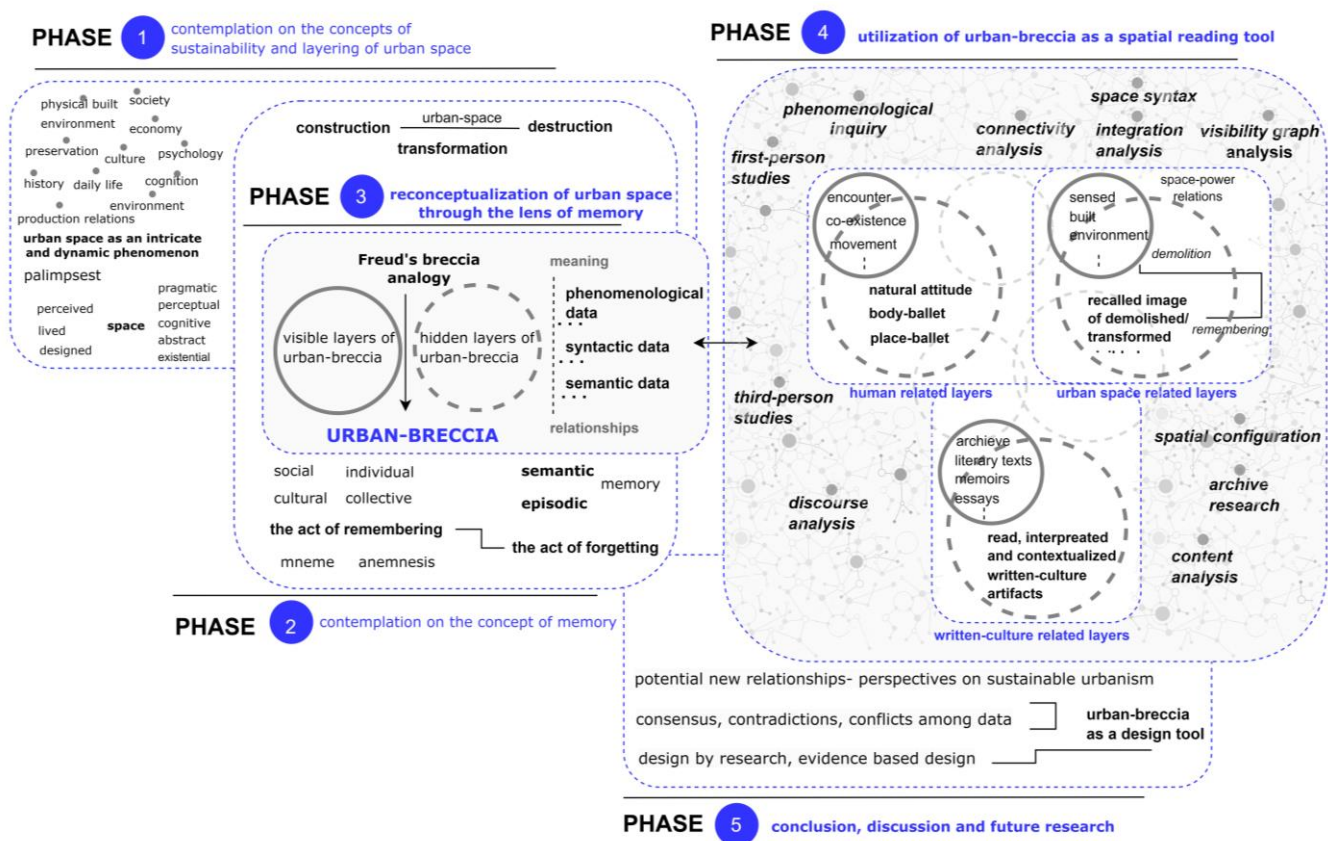 PHASE 1 contemplation on the concepts of
sustainability and layering of urban space
physical built
environment
society
economy
preservation
culture
psychology
history
daily life
cognition
environment
production relations
urban space as an intricate
and dynamic phenomenon
palimpsest
perceived
lived
designed
space
pragmatic
perceptual
cognitive
abstract
existential
construction
urban-space
destruction
transformation
PHASE 3 reconceptualization of urban space
through the lens of memory
Freud's breccia
analogy
visible layers of
urban-breccia
hidden layers of
urban-breccia
URBAN-BRECCIA
meaning
phenomenological
data
syntactic data
semantic data
relationships
social
individual
cultural
collective
semantic
episodic
memory
the act of remembering
the act of forgetting
mneme
anemnesis
PHASE 2 contemplation on the concept of memory
PHASE 4 utilization of urban-breccia as a spatial reading tool
phenomenological
inquiry
first-person
studies
connectivity
analysis
space syntax
integration
analysis
visibility graph
analysis
encounter
co-existence
movement
natural attitude
body-ballet
place-ballet
human related layers
sensed
built
environment
space-power
relations
demolition
recalled image
of demolished/
transformed
remembering
urban space related layers
third-person
studies
discourse
analysis
archieve
literary texts
memoirs
essays
read, interpreated
and contextualized
written-culture
artifacts
written-culture related layers
spatial configuration
archive
research
content
analysis
potential new relationships- perspectives on sustainable urbanism
consensus, contradictions, conflicts among data
design by research, evidence based design
urban-breccia
as a design tool
PHASE 5 conclusion, discussion and future research